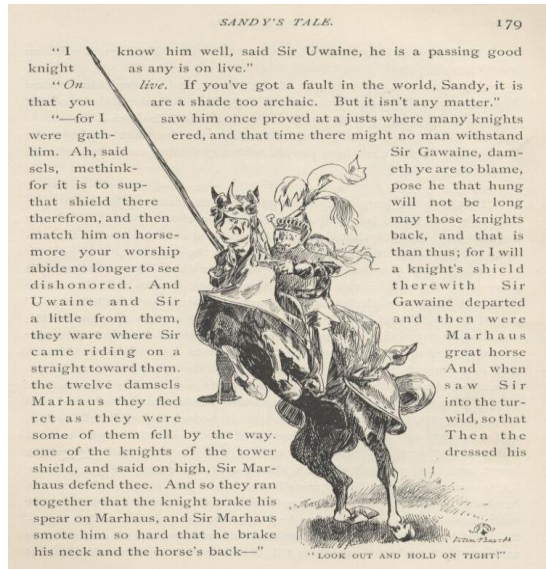 SANDY'S TALE. 179
"I know him well, said Sir Uwaine, he is a passing good
knight as any is on live."
"On live. If you've got a fault in the world, Sandy, it is
that you are a shade too archaic. But it isn't any matter."
"—for I saw him once proved at a justs where many knights
were gath- ered, and that time there might no man withstand
him. Ah, said Sir Gawaine, dam-
sels, methink- eth ye are to blame,
for it is to sup- pose he that hung
that shield there will not be long
therefrom, and then may those knights
match him on horse- back, and that is
more your worship than thus; for I will
abide no longer to see a knight's shield
dishonored. And therewith Sir
Uwaine and Sir Gawaine departed
a little from them, and then were
they ware where Sir Marhaus
came riding on a great horse
straight toward them. And when
the twelve damsels saw Sir
Marhaus they fled into the tur-
ret as they were wild, so that
some of them fell by the way. Then the
one of the knights of the tower dressed his
shield, and said on high, Sir Mar-
haus defend thee. And so they ran
together that the knight brake his
spear on Marhaus, and Sir Marhaus
smote him so hard that he brake
his neck and the horse's back—"
"LOOK OUT AND HOLD ON TIGHT!"